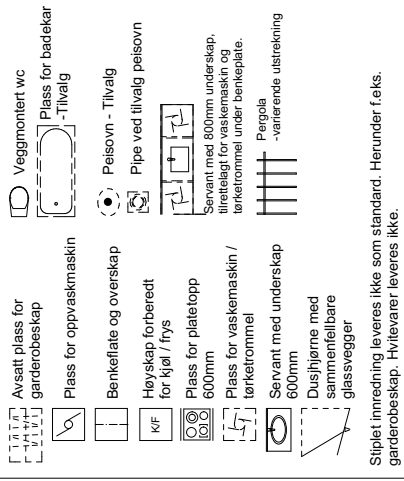 Avsatt plass for
garderobeskap
Plass for oppvaskmaskin
Benkeflate og overskap
K/F
Høyskap forberedt
for kjøl / frys
Plass for platetopp
600mm
Plass for vaskemaskin /
tørketrommel
Servant med underskap
600mm
Dusjhjørne med
sammenfellbare
glassvegger
Veggmontert wc
Plass for badekar
-Tilvalg
Peisovn - Tilvalg
Pipe ved tilvalg peisovn
Servant med 800mm underskap,
tilrettelagt for vaskemaskin og
tørketrommel under benkeplate.
Pergola
-varierende utstrekning
Stiplet innredning leveres ikke som standard. Herunder f.eks.
garderobeskap. Hvitevarer leveres ikke.